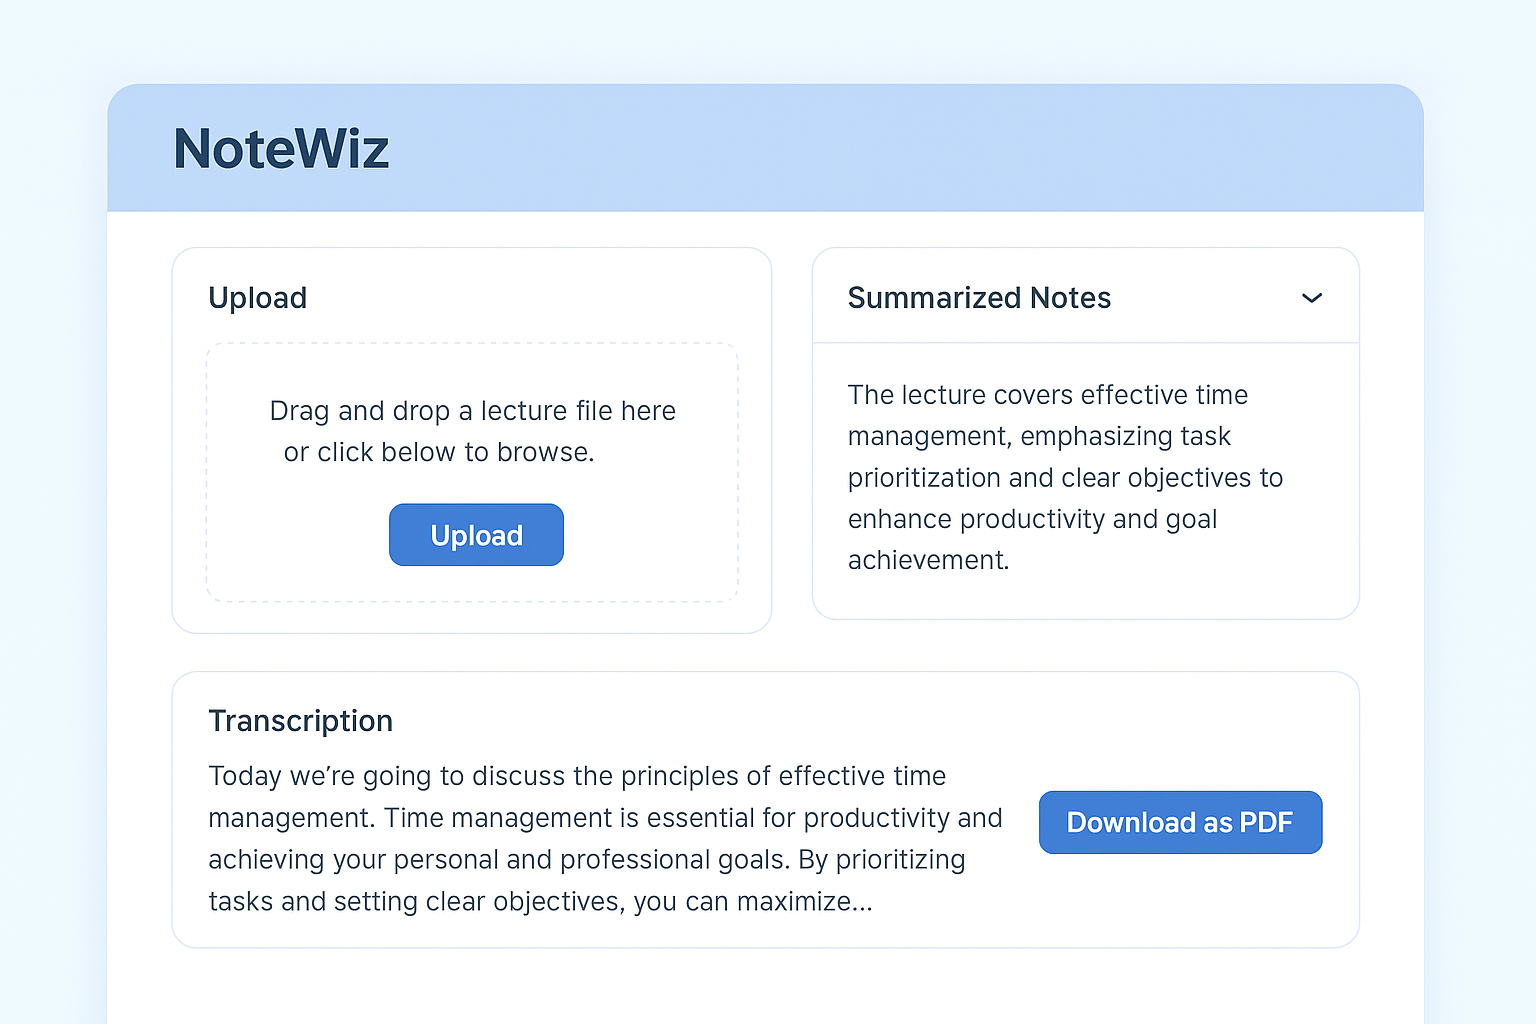 NoteWiz
Upload
Drag and drop a lecture file here
or click below to browse.
Upload
Summarized Notes
The lecture covers effective time
management, emphasizing task
prioritization and clear objectives to
enhance productivity and goal
achievement.
Transcription
Today we’re going to discuss the principles of effective time
management. Time management is essential for productivity and
achieving your personal and professional goals. By prioritizing
tasks and setting clear objectives, you can maximize...
Download as PDF